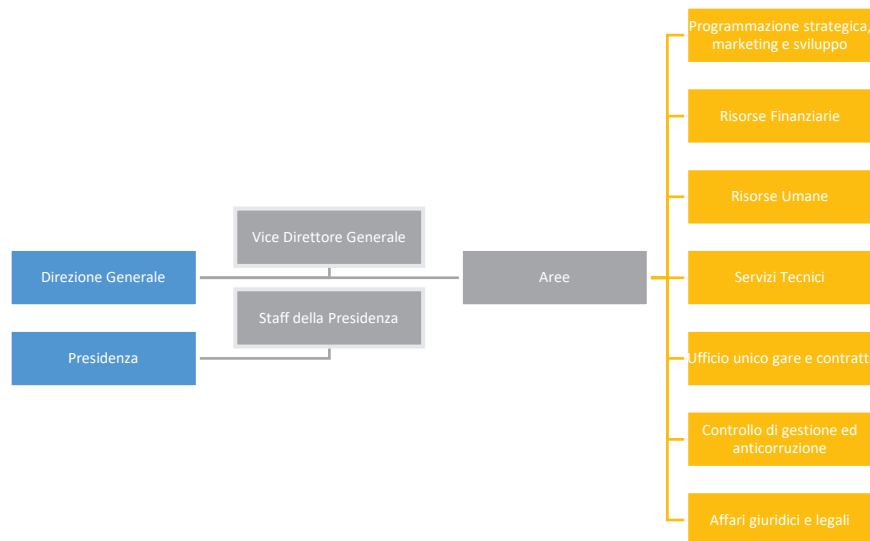 Direzione Generale
Presidenza
Vice Direttore Generale
Staff della Presidenza
Aree
Programmazione strategica,
marketing e sviluppo
Risorse Finanziarie
Risorse Umane
Servizi Tecnici
Ufficio unico gare e contratti
Controllo di gestione ed
anticorruzione
Affari giuridici e legali